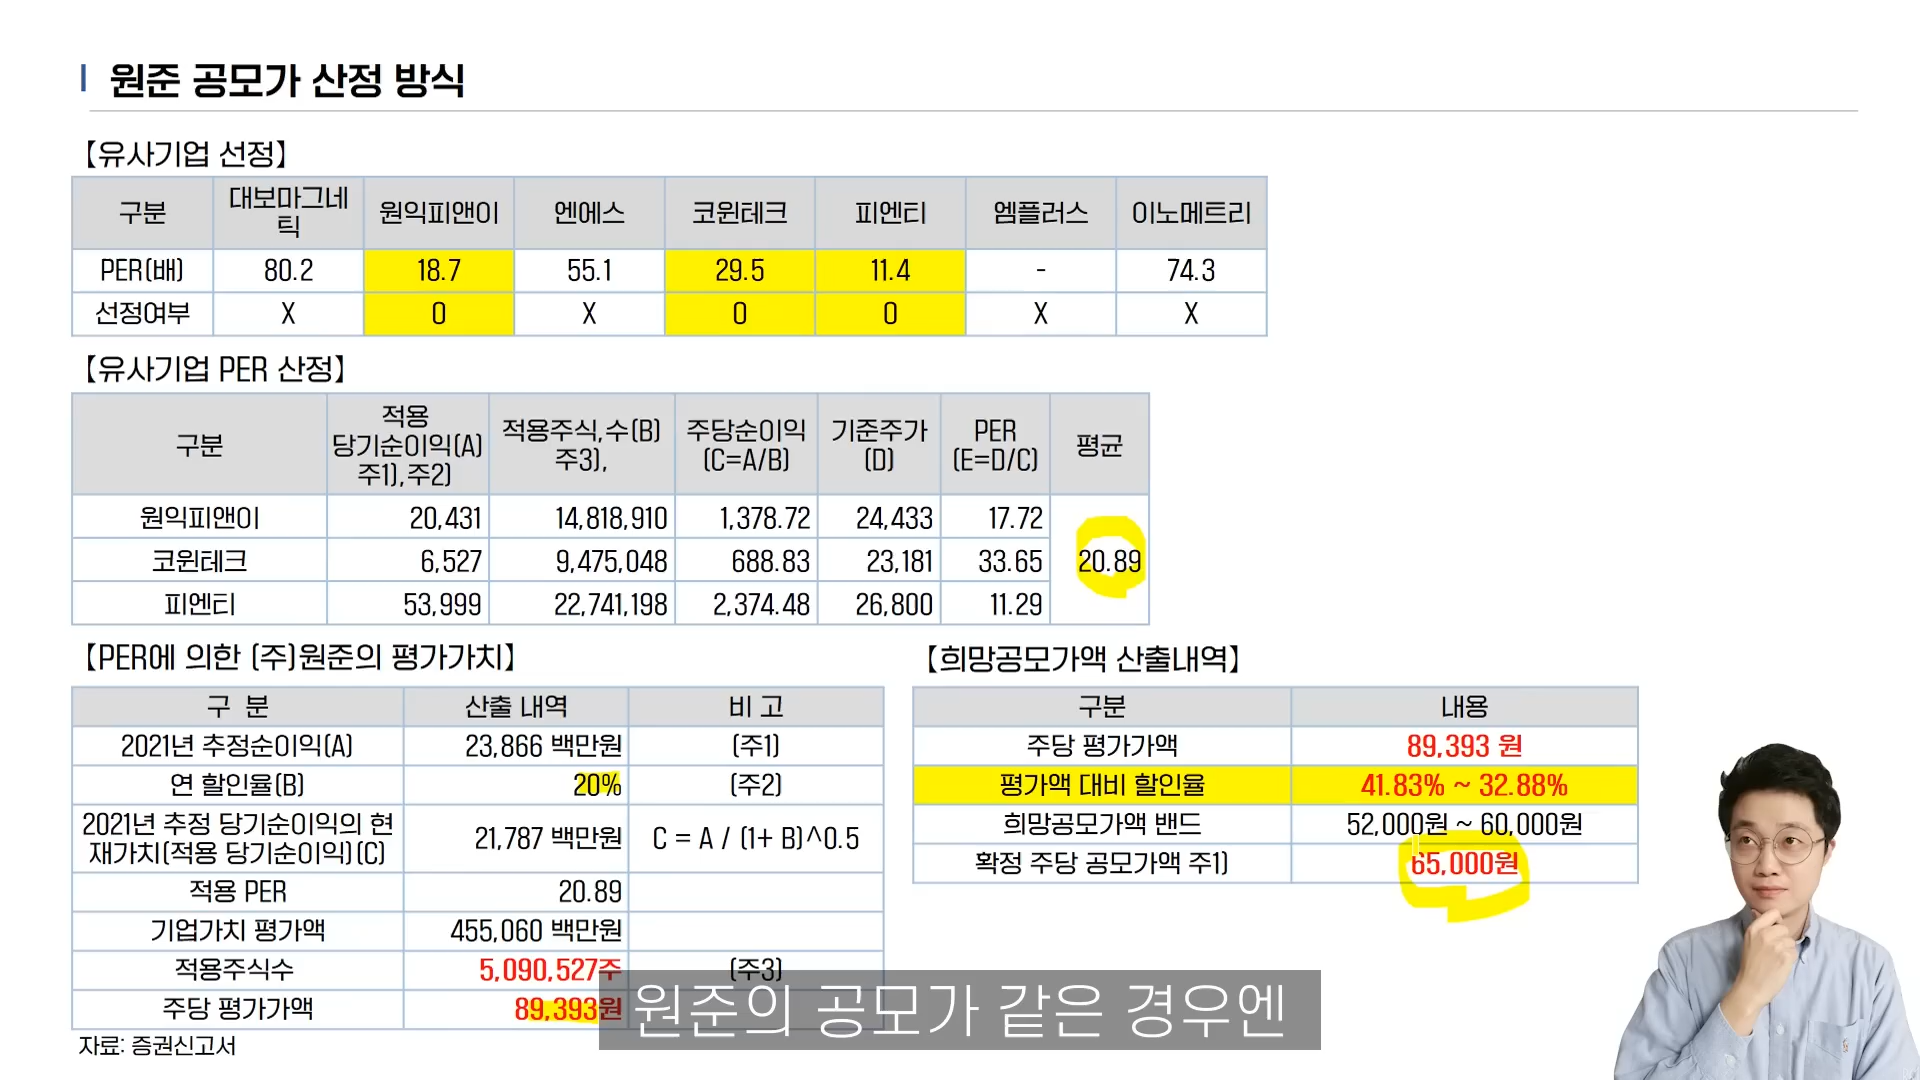 원준 공모가 산정 방식
【유사기업 선정】
구분 대보마그네틱 원익피앤이 엔에스 코윈테크 피엔티 엠플러스 이노메트리
PER(배) 80.2 18.7 55.1 29.5 11.4 - 74.3
선정여부 X O X O O X X
【유사기업 PER 산정】
구분 적용 당기순이익(A) 주1),주2) 적용주식,수(B) 주3), 주당순이익 (C=A/B) 기준주가 (D) PER (E=D/C) 평균
원익피앤이 20,431 14,818,910 1,378.72 24,433 17.72
코윈테크 6,527 9,475,048 688.83 23,181 33.65 20.89
피엔티 53,999 22,741,198 2,374.48 26,800 11.29
【PER에 의한 (주)원준의 평가가치】
구 분 산출 내역 비 고
2021년 추정순이익(A) 23,866 백만원 (주1)
연 할인율(B) 20% (주2)
2021년 추정 당기순이익의 현
재가치(적용 당기순이익)(C) 21,787 백만원 C = A / (1+ B)^0.5
적용 PER 20.89
기업가치 평가액 455,060 백만원
적용주식수 5,090,527주 (주3)
주당 평가가액 89,393원
자료: 증권신고서
【희망공모가액 산출내역】
구분 내용
주당 평가가액 89,393 원
평가액 대비 할인율 41.83% ~ 32.88%
희망공모가액 밴드 52,000원 ~ 60,000원
확정 주당 공모가액 주1) 65,000원
원준의 공모가 같은 경우엔